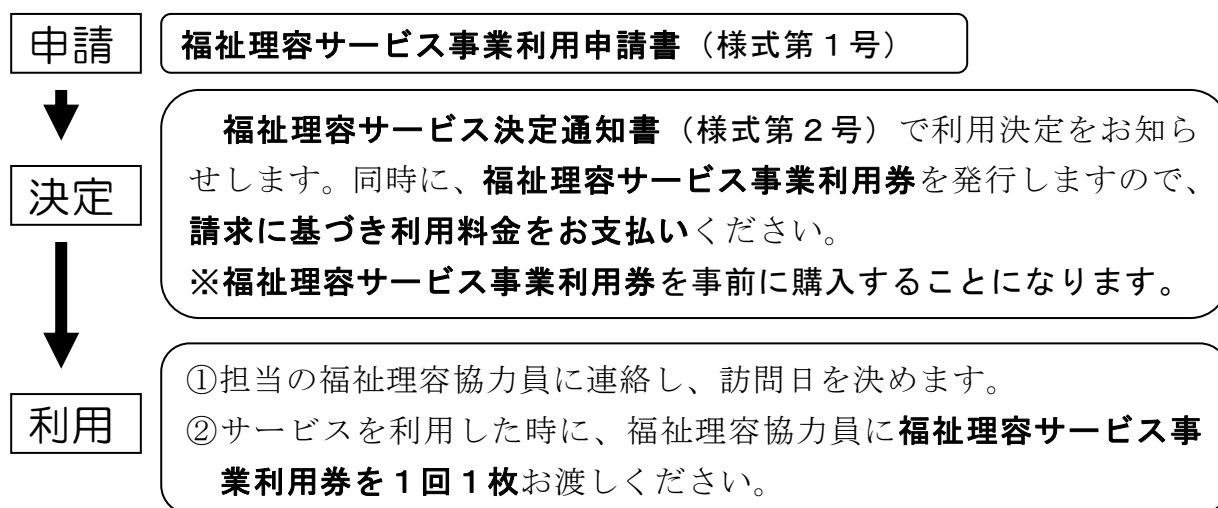 申請
福祉理容サービス事業利用申請書（様式第１号）
決定
福祉理容サービス決定通知書（様式第２号）で利用決定をお知ら
せします。同時に、福祉理容サービス事業利用券を発行しますので、
請求に基づき利用料金をお支払いください。
※福祉理容サービス事業利用券を事前に購入することになります。
利用
①担当の福祉理容協力員に連絡し、訪問日を決めます。
②サービスを利用した時に、福祉理容協力員に福祉理容サービス事
業利用券を１回１枚お渡しください。